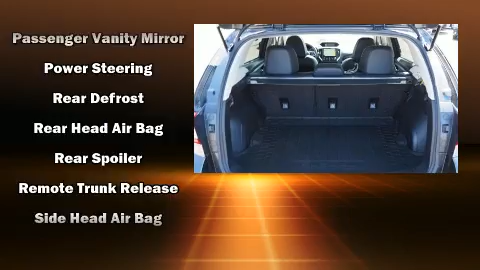 Passenger Vanity Mirror
Power Steering
Rear Defrost
Rear Head Air Bag
Rear Spoiler
Remote Trunk Release
Side Head Air Bag